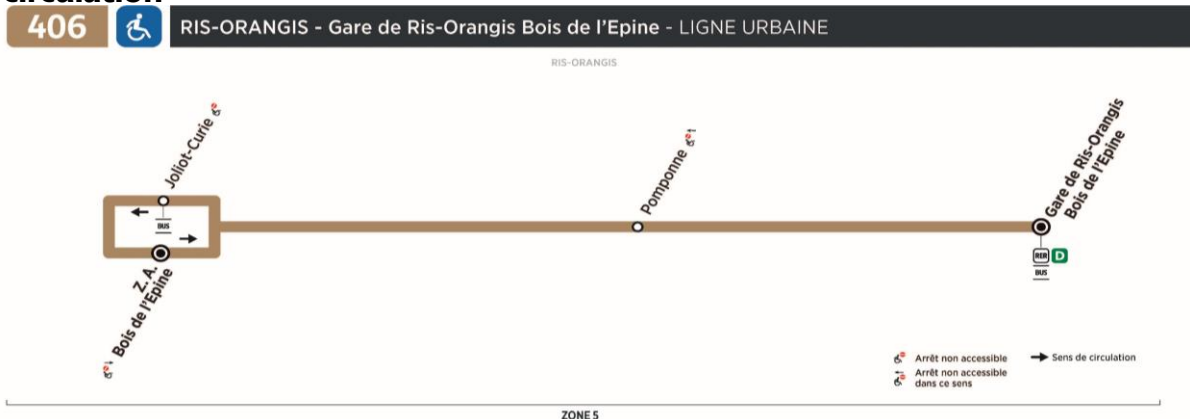 circulation
406 RIS-ORANGIS - Gare de Ris-Orangis Bois de l'Epine - LIGNE URBAINE
RIS-ORANGIS
Joliot-Curie
BUS
Z. A.
Bois de l'Epine
Pomponne
Gare de Ris-Orangis
Bois de l'Epine
RER D
BUS
Arrêt non accessible
Arrêt non accessible
dans ce sens
Sens de circulation
ZONE 5